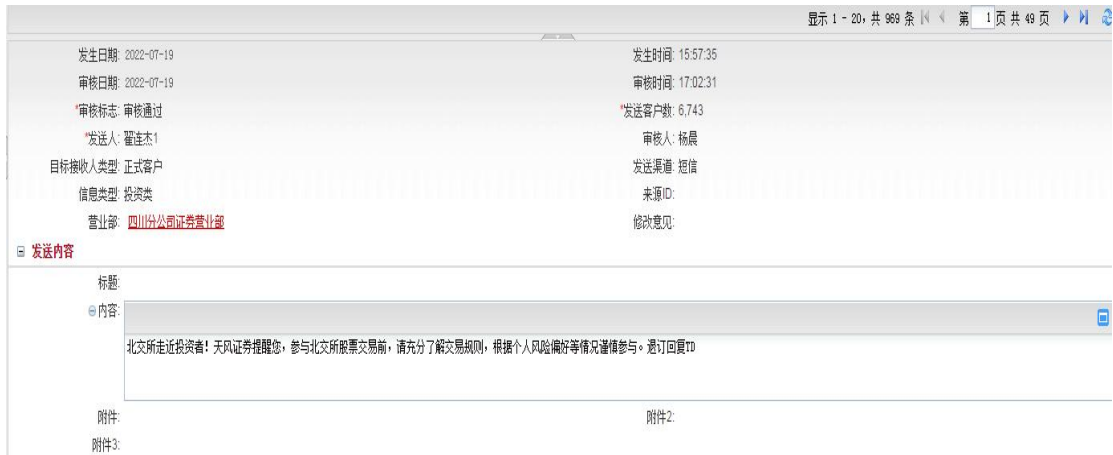 显示 1 - 20，共 969 条 第 1 页 共 49 页
发生日期: 2022-07-19 发生时间: 15:57:35
审核日期: 2022-07-19 审核时间: 17:02:31
*审核标志: 审核通过 *发送客户数: 6,743
*发送人: 翟连杰1 审核人: 杨晨
目标接收人类型: 正式客户 发送渠道: 短信
信息类型: 投资类 来源ID:
营业部: 四川分公司证券营业部 修改意见:
发送内容
标题:
内容:
北交所走近投资者！天风证券提醒您，参与北交所股票交易前，请充分了解交易规则，根据个人风险偏好等情况谨慎参与。退订回复TD
附件: 附件2:
附件3: